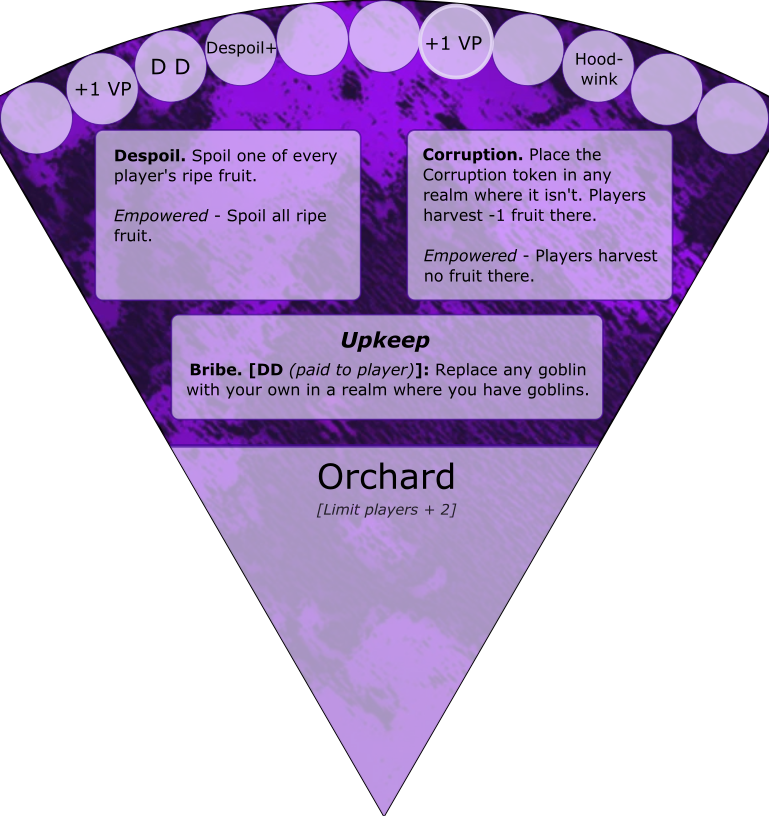 +1 VP
D D
Despoil+
+1 VP
Hood-
wink
Despoil. Spoil one of every
player's ripe fruit.
Empowered - Spoil all ripe
fruit.
Corruption. Place the
Corruption token in any
realm where it isn't. Players
harvest -1 fruit there.
Empowered - Players harvest
no fruit there.
Upkeep
Bribe. [DD (paid to player)]: Replace any goblin
with your own in a realm where you have goblins.
Orchard
[Limit players + 2]